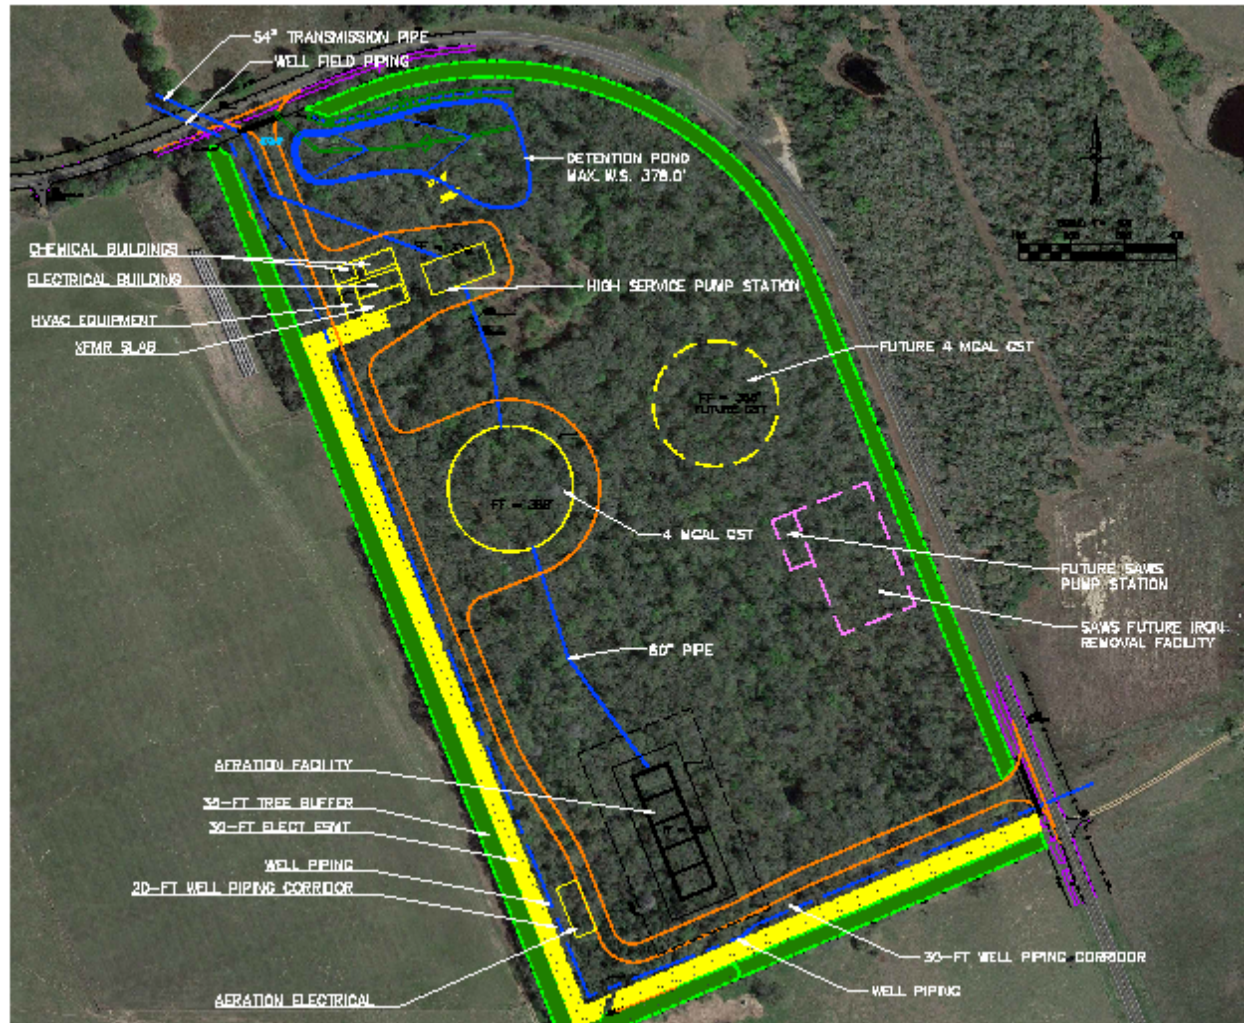 54" TRANSMISSION PIPE
WELL FIELD PIPING
DETENTION POND
MAX. W.S. 378.0'
CHEMICAL BUILDINGS
ELECTRICAL BUILDING
HIGH SERVICE PUMP STATION
HVAC EQUIPMENT
XFMR SLAB
FUTURE 4 MGAL GST
FUTURE GST
4 MGAL GST
FUTURE SAWS
PUMP STATION
SAWS FUTURE IRON
REMOVAL FACILITY
60" PIPE
AERATION FACILITY
30-FT TREE BUFFER
30-FT ELECT ESMT
WELL PIPING
20-FT WELL PIPING CORRIDOR
30-FT WELL PIPING CORRIDOR
WELL PIPING
AERATION ELECTRICAL